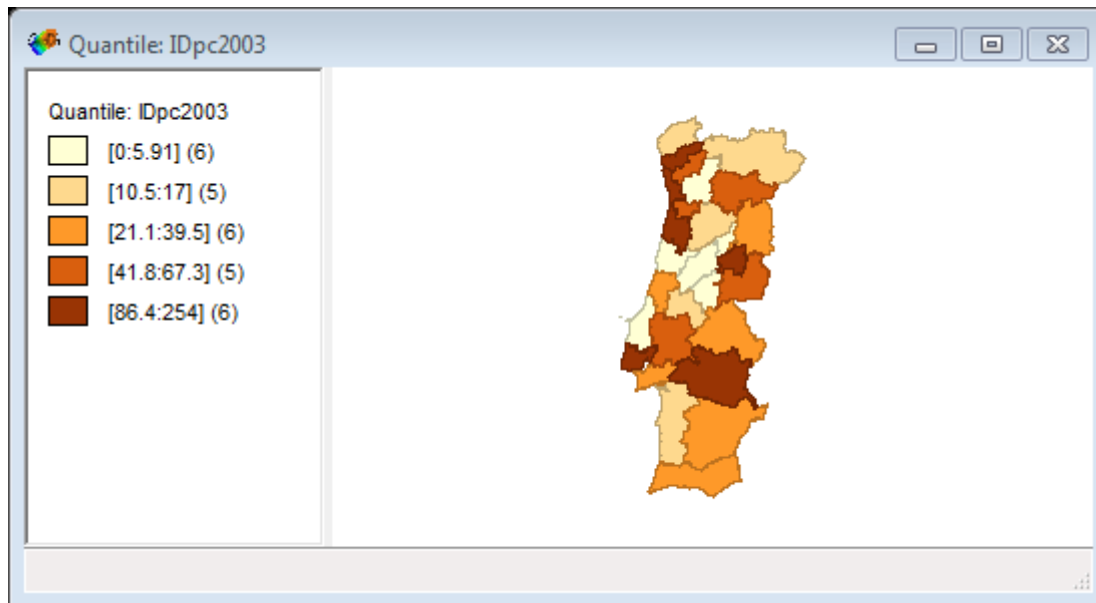 Quantile: IDpc2003
Quantile: IDpc2003
[0:5.91] (6)
[10.5:17] (5)
[21.1:39.5] (6)
[41.8:67.3] (5)
[86.4:254] (6)